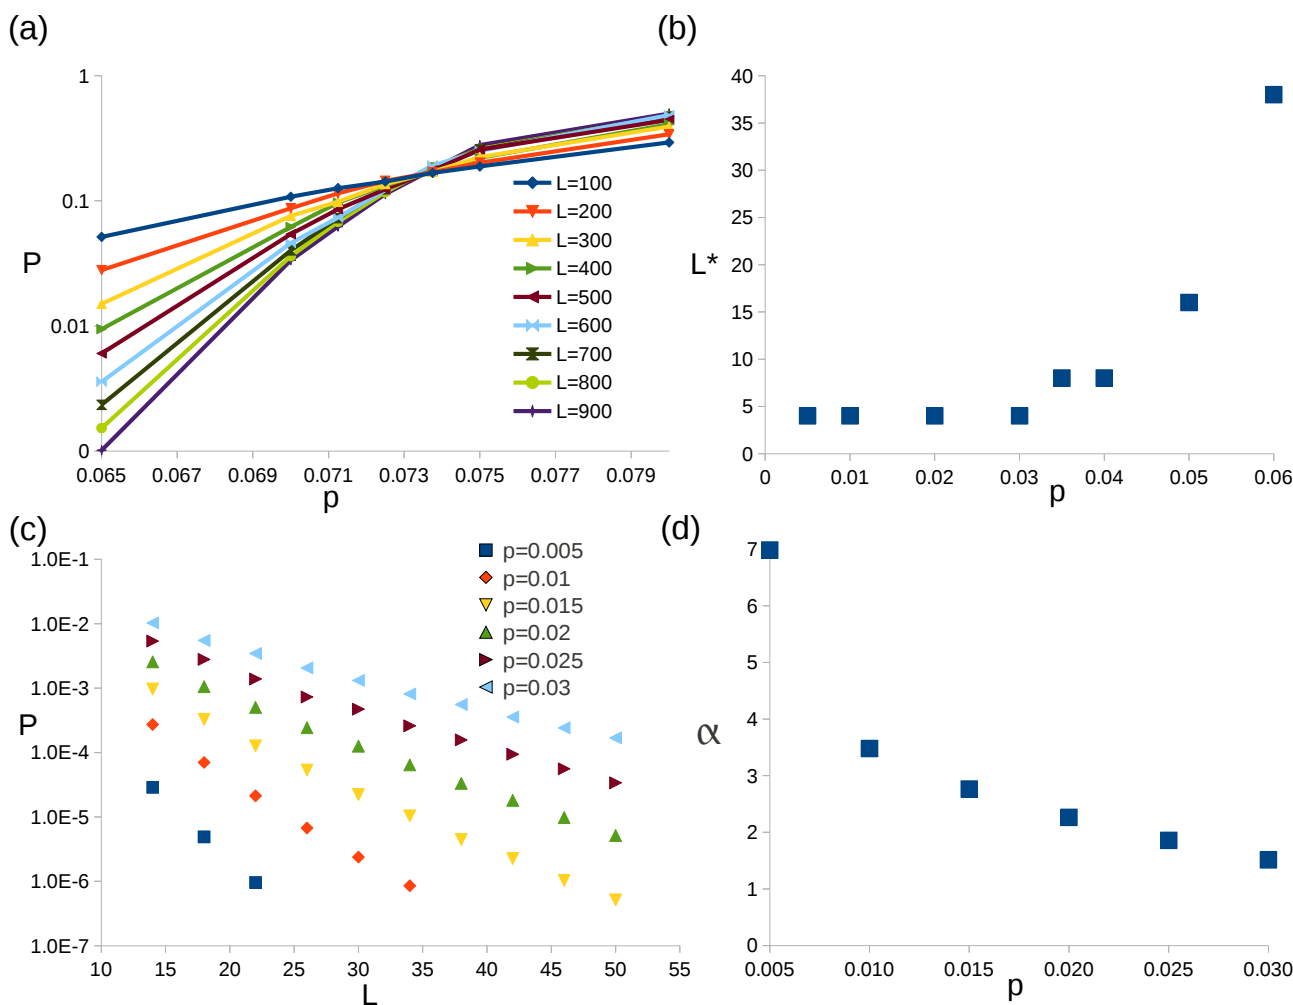 (a)
1
0.1
P
0.01
0
0.065 0.067 0.069 0.071 0.073 0.075 0.077 0.079
p
L=100
L=200
L=300
L=400
L=500
L=600
L=700
L=800
L=900
(b)
40
35
30
25
L*
20
15
10
5
0
0 0.01 0.02 0.03 0.04 0.05 0.06
p
(c)
1.0E-1
1.0E-2
1.0E-3
P
1.0E-4
1.0E-5
1.0E-6
1.0E-7
10 15 20 25 30 35 40 45 50 55
L
p=0.005
p=0.01
p=0.015
p=0.02
p=0.025
p=0.03
(d)
7
6
5
4
α
3
2
1
0
0.005 0.010 0.015 0.020 0.025 0.030
p